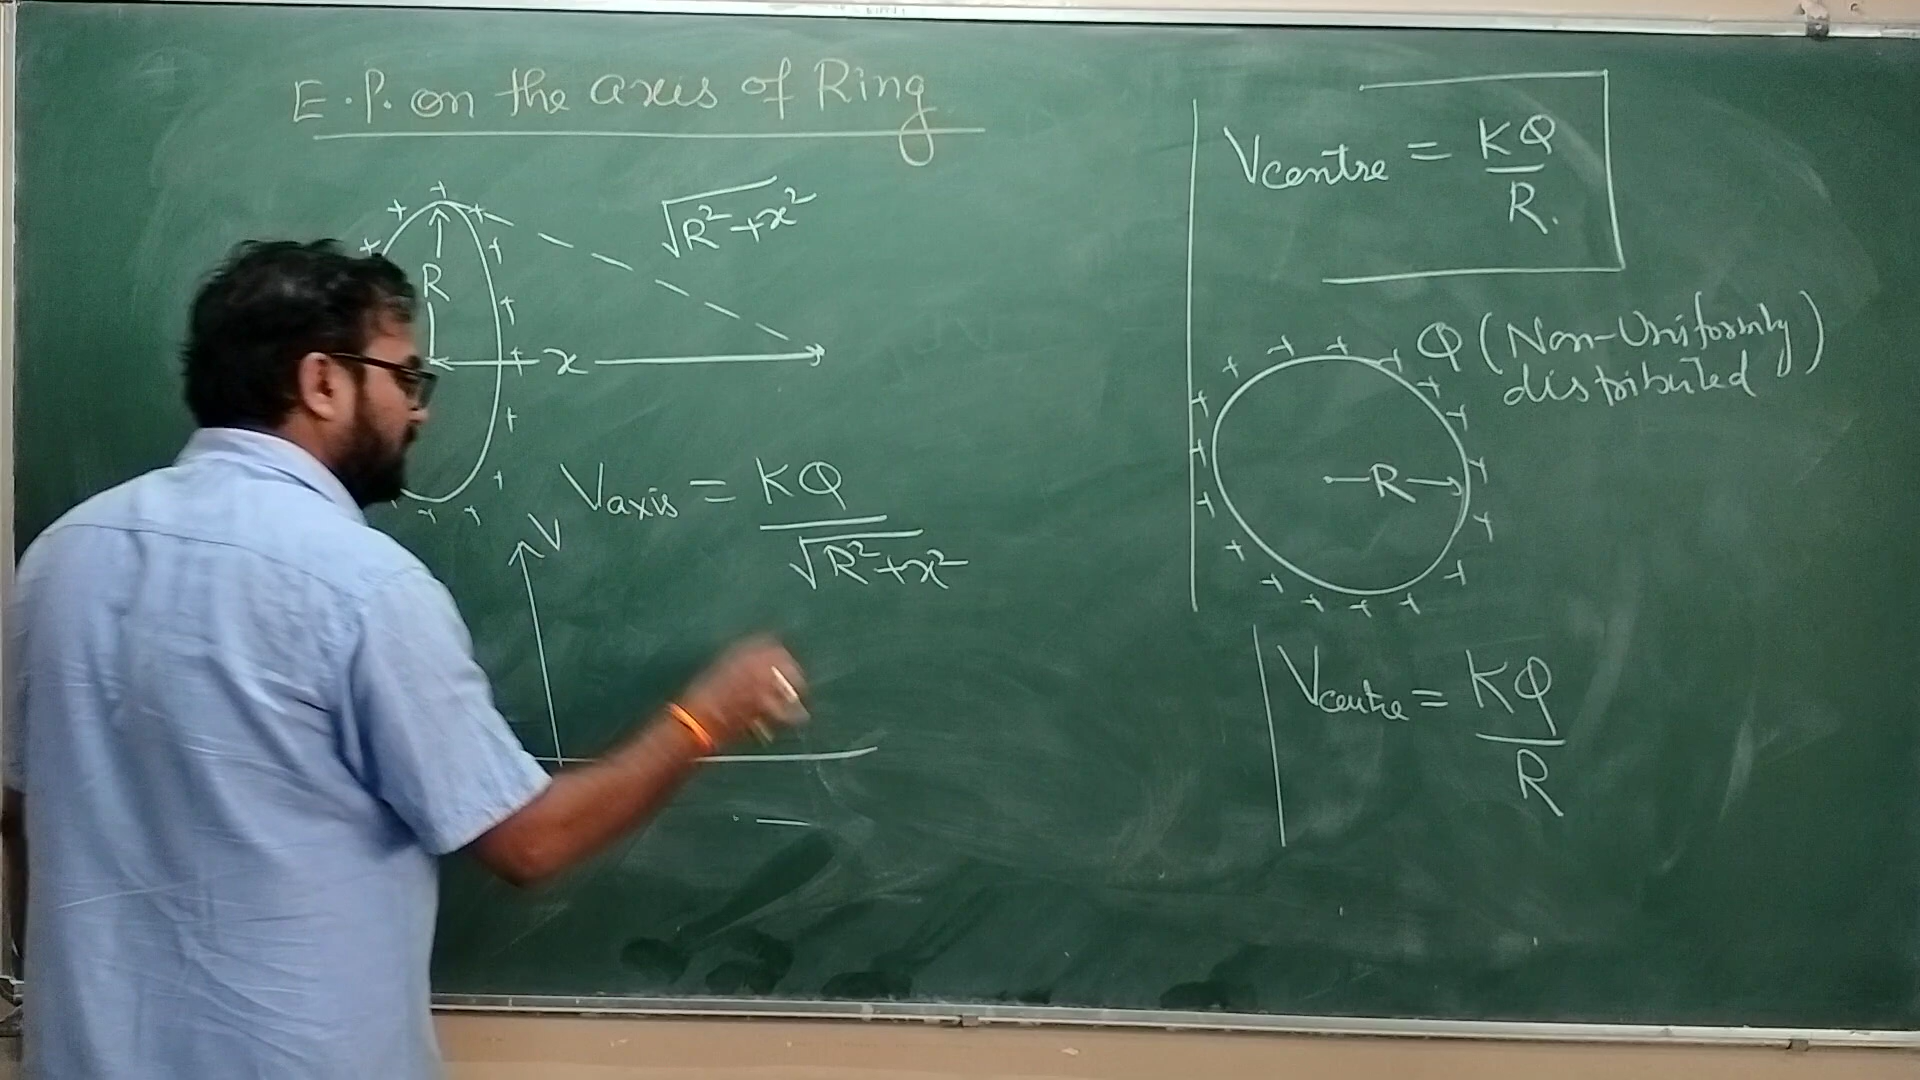 E.P. on the axis of Ring
√R²+x²
R
x
Vaxis = KQ
√R²+x²
V
Vcentre = KQ
R.
Q (Non-Uniformly
distributed)
R
Vcentre = KQ
R